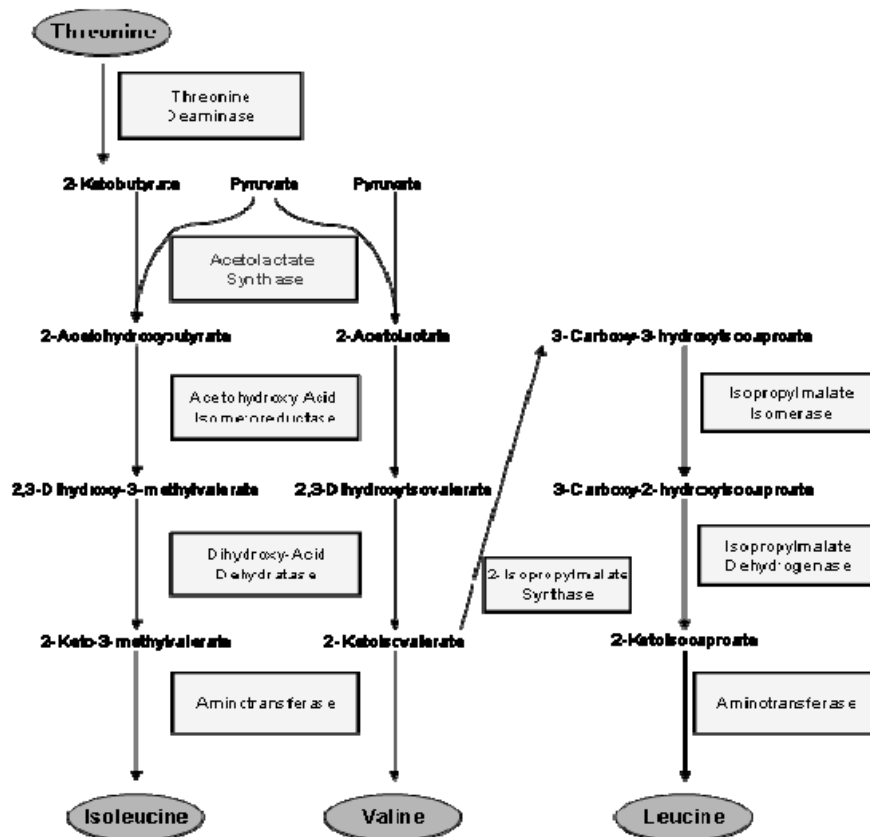 Threonine
Threonine
Deaminase
2-Ketobutyrate
Pyruvate
Pyruvate
Acetolactate
Synthase
2-Acetohydroxybutyrate
2-Acetolactate
3-Carboxy-3-hydroxyisocaproate
Acetohydroxy Acid
Isomeroreductase
Isopropylmalate
Isomerase
2,3-Dihydroxy-3-methylvalerate
2,3-Dihydroxyisovalerate
3-Carboxy-2-hydroxyisocaproate
Dihydroxy-Acid
Dehydratase
2-Isopropylmalate
Synthase
Isopropylmalate
Dehydrogenase
2-Keto-3-methylvalerate
2-Ketoisovalerate
2-Ketoisocaproate
Aminotransferase
Aminotransferase
Isoleucine
Valine
Leucine